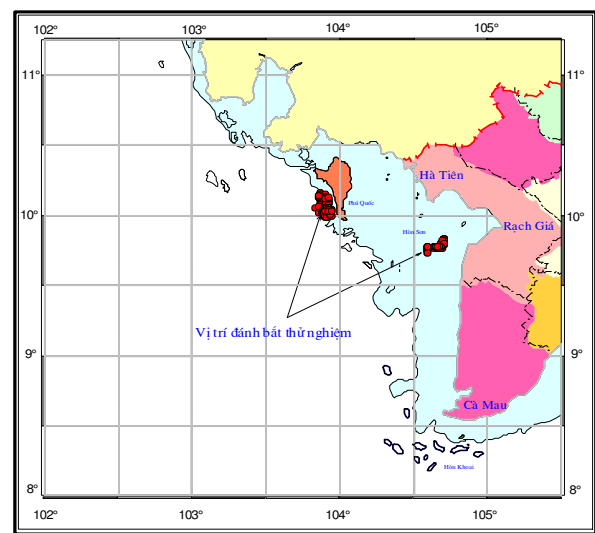 102° 103° 104° 105°
11° 11°
Hà Tiên
Phú Quốc
10° Rạch Giá 10°
Hòn Sơn
Vị trí đánh bắt thử nghiệm
9° 9°
Cà Mau
Hòn Khoai
8° 8°
102° 103° 104° 105°